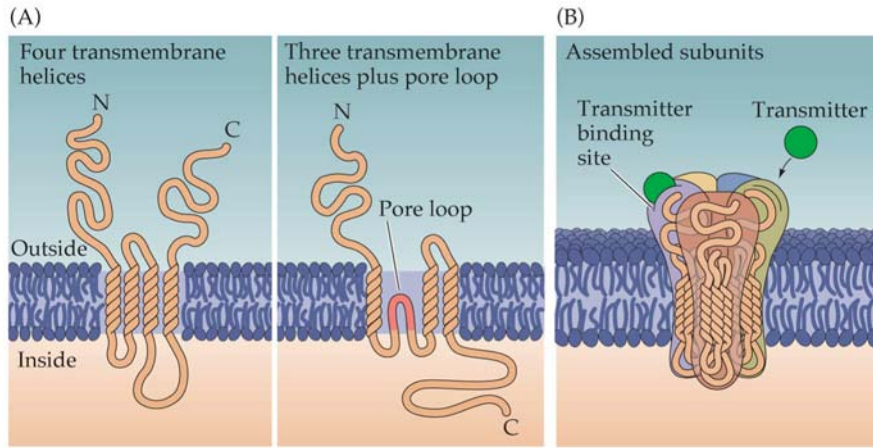 (A)
Four transmembrane
helices
N
C
Outside
Inside
Three transmembrane
helices plus pore loop
N
Pore loop
C
(B)
Assembled subunits
Transmitter
binding
site
Transmitter